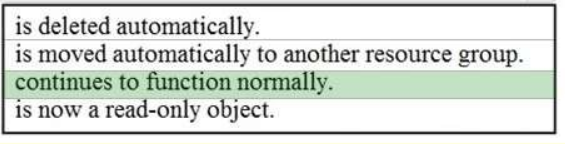 is deleted automatically.
is moved automatically to another resource group.
continues to function normally.
is now a read-only object.